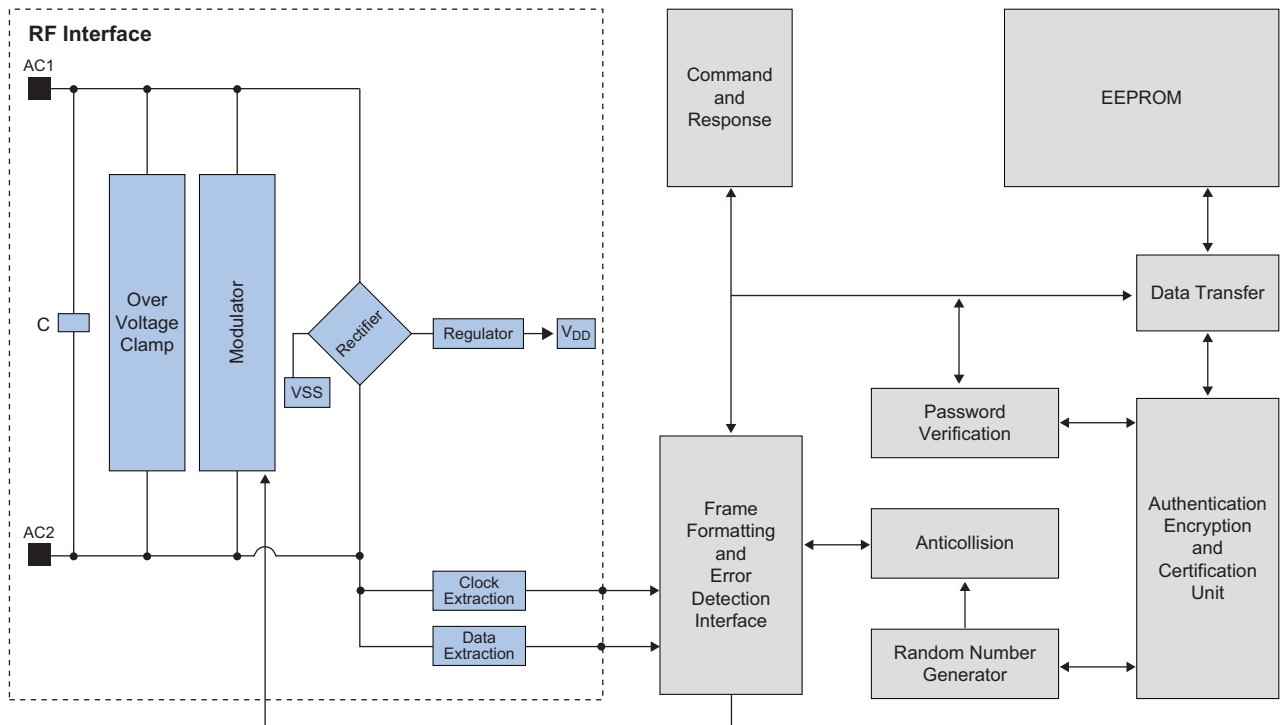 RF Interface
AC1
C
Over
Voltage
Clamp
Modulator
Rectifier
VSS
Regulator
VDD
AC2
Clock
Extraction
Data
Extraction
Command
and
Response
EEPROM
Data Transfer
Password
Verification
Frame
Formatting
and
Error
Detection
Interface
Anticollision
Random Number
Generator
Authentication
Encryption
and
Certification
Unit